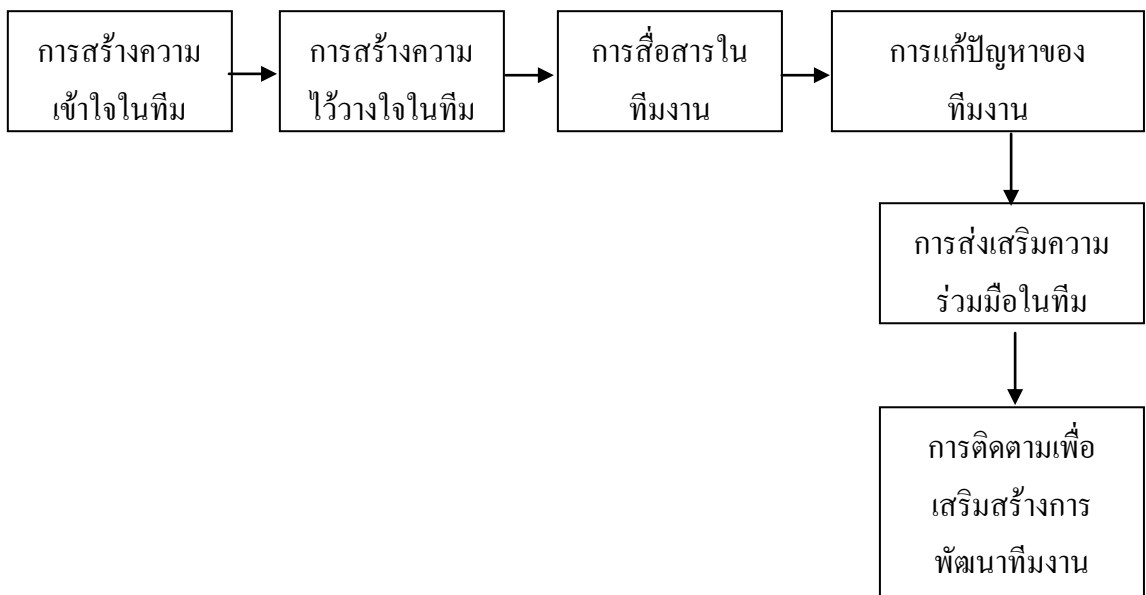 การสร้างความ
เข้าใจในทีม
การสร้างความ
ไว้วางใจในทีม
การสื่อสารใน
ทีมงาน
การแก้ปัญหาของ
ทีมงาน
การส่งเสริมความ
ร่วมมือในทีม
การติดตามเพื่อ
เสริมสร้างการ
พัฒนาทีมงาน